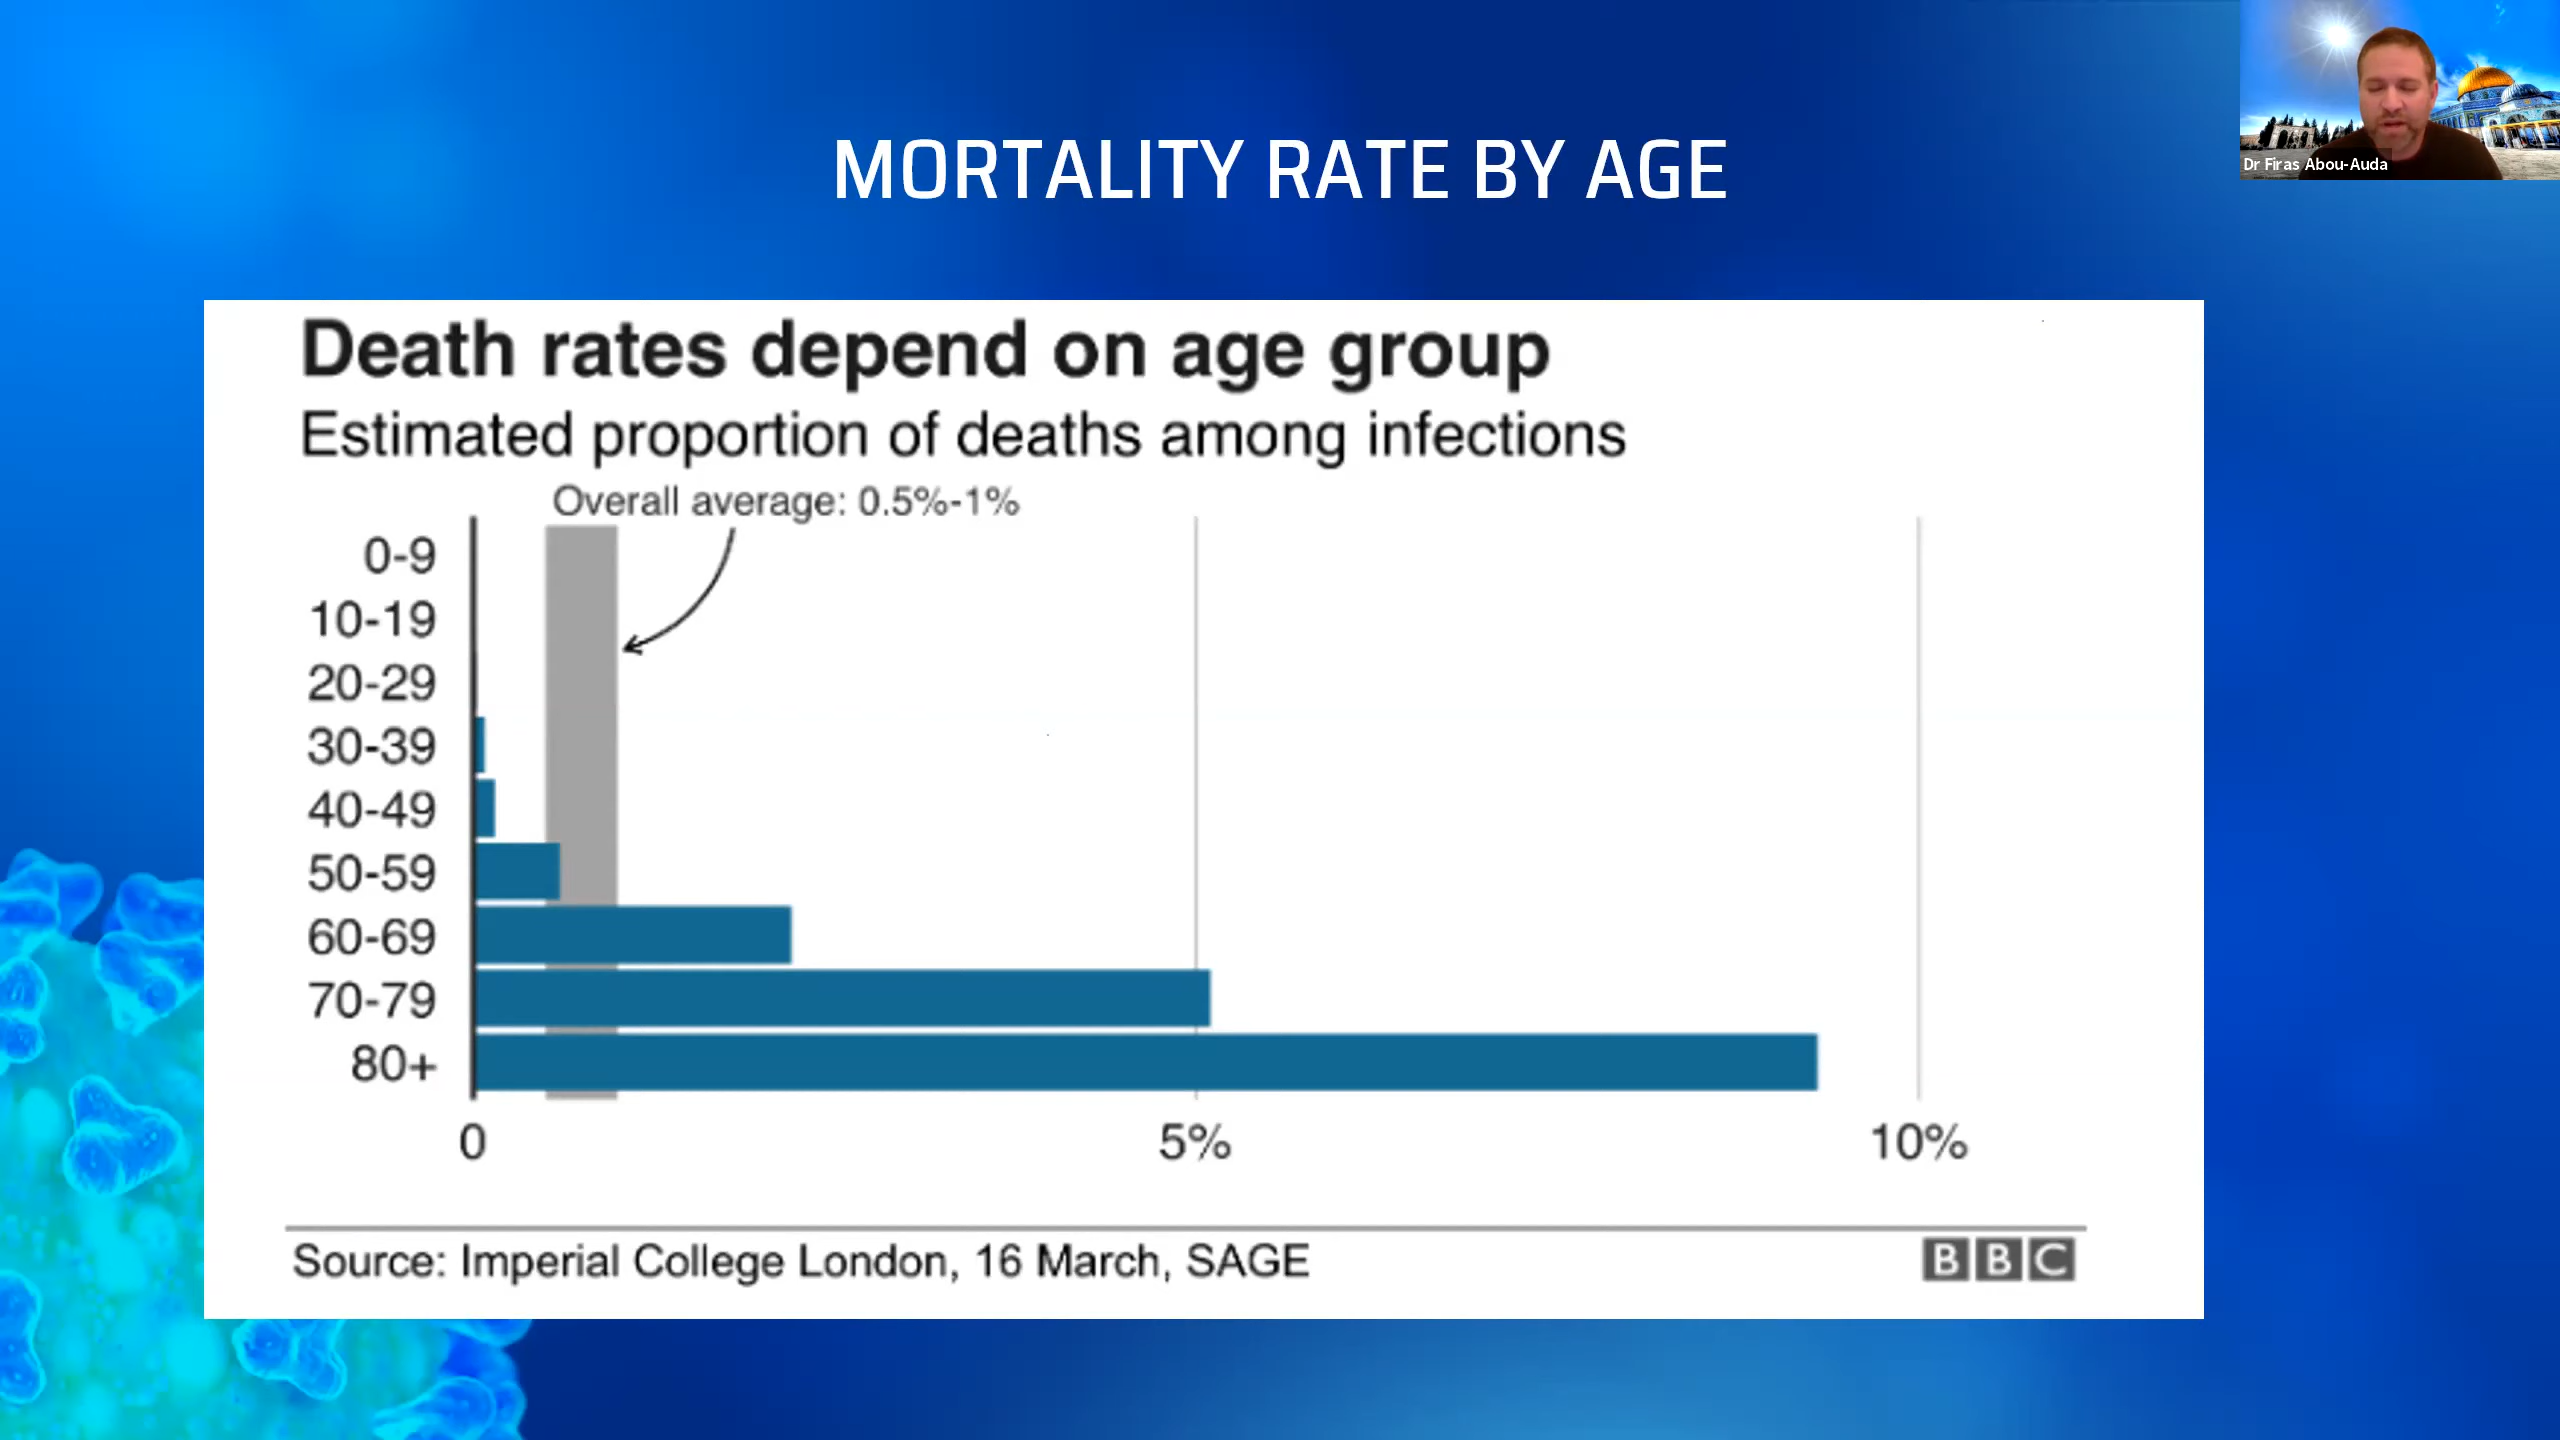 MORTALITY RATE BY AGE
Dr Firas Abou-Auda
Death rates depend on age group
Estimated proportion of deaths among infections
Overall average: 0.5%-1%
0-9
10-19
20-29
30-39
40-49
50-59
60-69
70-79
80+
0
5%
10%
Source: Imperial College London, 16 March, SAGE
BBC